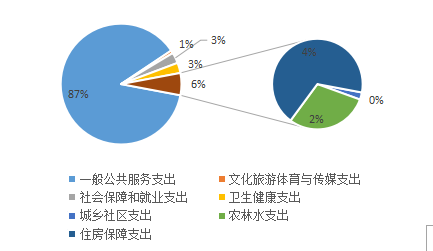 1%
3%
3%
6%
87%
4%
0%
2%
一般公共服务支出
文化旅游体育与传媒支出
社会保障和就业支出
卫生健康支出
城乡社区支出
农林水支出
住房保障支出